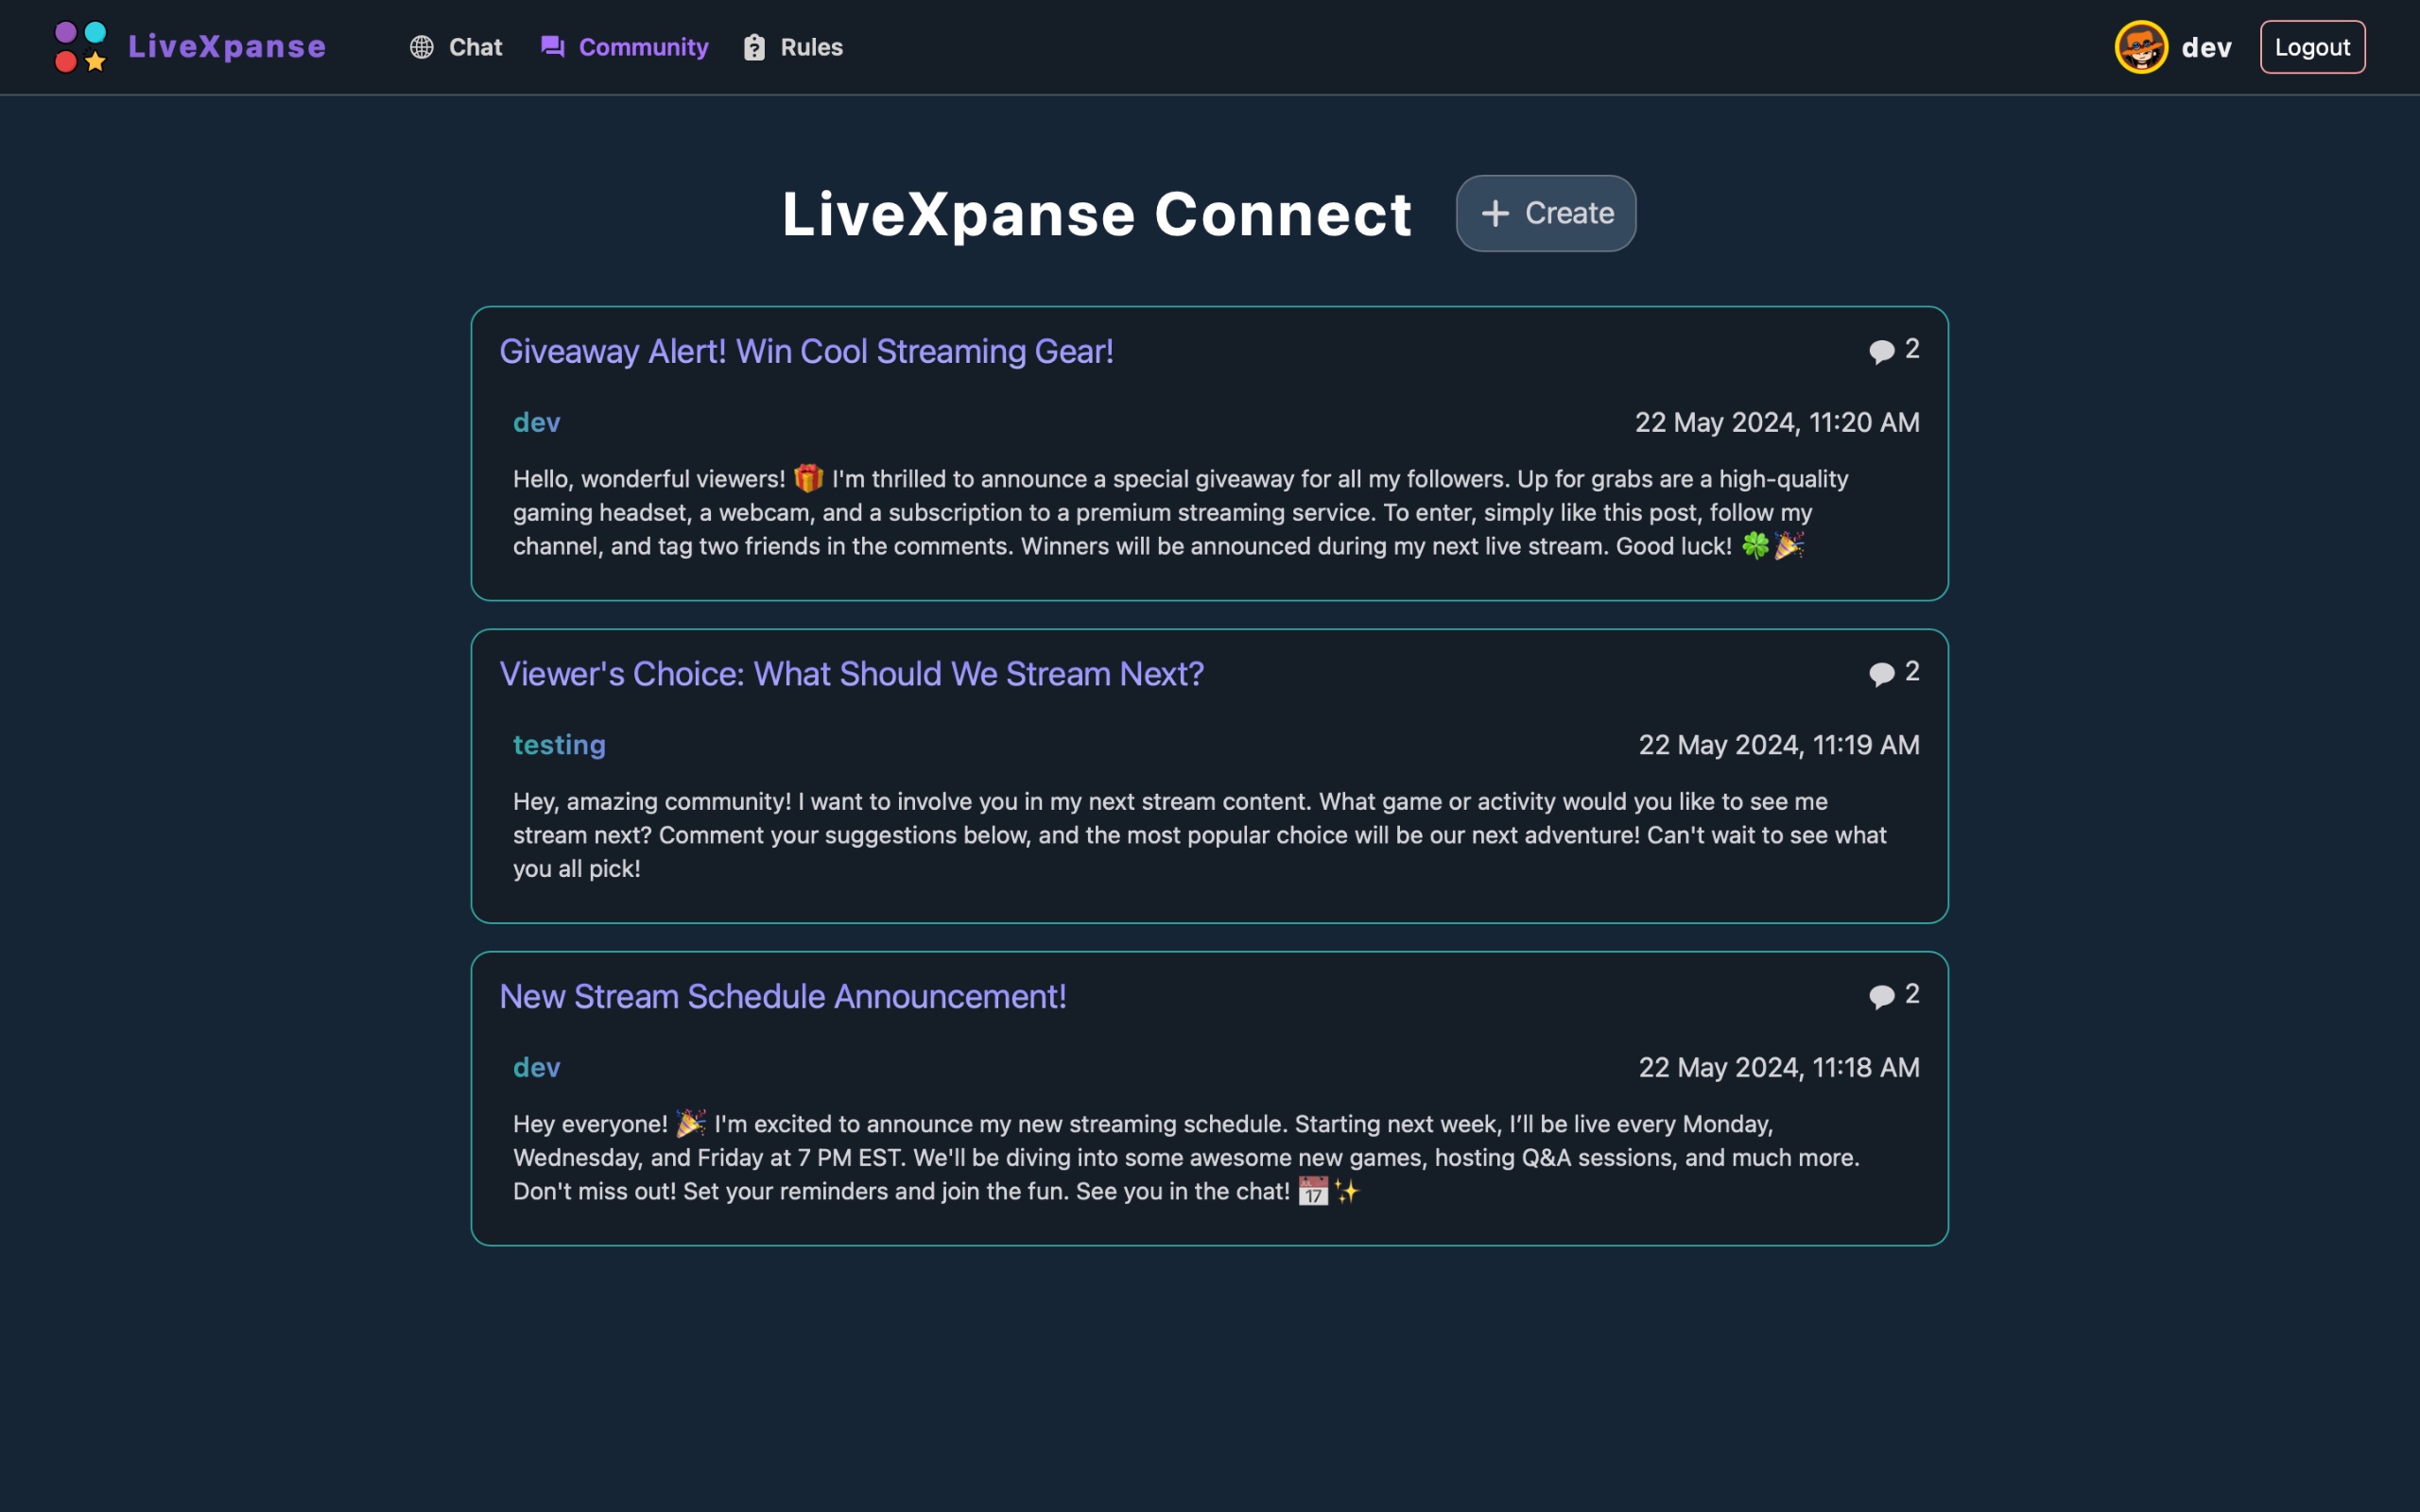 LiveXpanse
Chat
Community
Rules
dev
Logout
LiveXpanse Connect
Create
Giveaway Alert! Win Cool Streaming Gear!
2
dev
22 May 2024, 11:20 AM
Hello, wonderful viewers! 🎁 I'm thrilled to announce a special giveaway for all my followers. Up for grabs are a high-quality
gaming headset, a webcam, and a subscription to a premium streaming service. To enter, simply like this post, follow my
channel, and tag two friends in the comments. Winners will be announced during my next live stream. Good luck! 🍀🎉
Viewer's Choice: What Should We Stream Next?
2
testing
22 May 2024, 11:19 AM
Hey, amazing community! I want to involve you in my next stream content. What game or activity would you like to see me
stream next? Comment your suggestions below, and the most popular choice will be our next adventure! Can't wait to see what
you all pick!
New Stream Schedule Announcement!
2
dev
22 May 2024, 11:18 AM
Hey everyone! 🎉 I'm excited to announce my new streaming schedule. Starting next week, I’ll be live every Monday,
Wednesday, and Friday at 7 PM EST. We'll be diving into some awesome new games, hosting Q&A sessions, and much more.
Don't miss out! Set your reminders and join the fun. See you in the chat! 📅✨